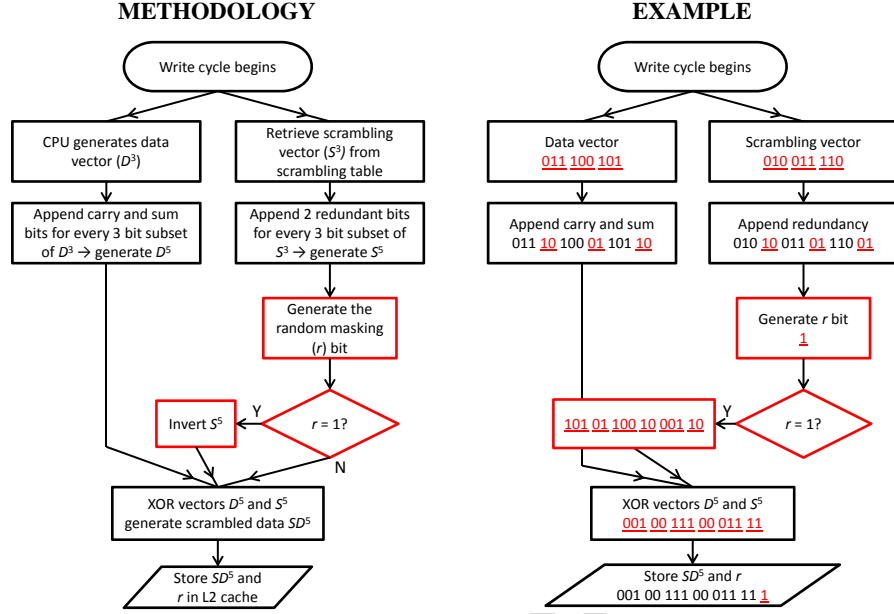 METHODOLOGY
Write cycle begins
CPU generates data
vector (D³)
Retrieve scrambling
vector (S³) from
scrambling table
Append carry and sum
bits for every 3 bit subset
of D³ → generate D⁵
Append 2 redundant bits
for every 3 bit subset of
S³ → generate S⁵
Generate the
random masking
(r) bit
r = 1?
Y
N
Invert S⁵
XOR vectors D⁵ and S⁵
generate scrambled data SD⁵
Store SD⁵ and
r in L2 cache
EXAMPLE
Write cycle begins
Data vector
011 100 101
Scrambling vector
010 011 110
Append carry and sum
011 10 100 01 101 10
Append redundancy
010 10 011 01 110 01
Generate r bit
1
r = 1?
Y
101 01 100 10 001 10
XOR vectors D⁵ and S⁵
001 00 111 00 011 11
Store SD⁵ and r
001 00 111 00 011 11 1